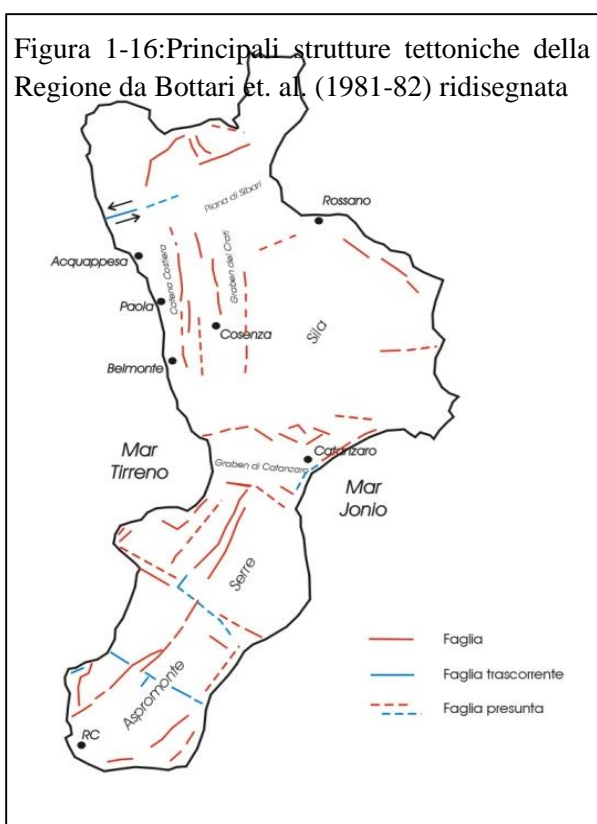 Figura 1-16:Principali strutture tettoniche della
Regione da Bottari et. al. (1981-82) ridisegnata
Piana di Sibari
Rossano
Acquappesa
Catena Costiera
Graben del Crati
Paola
Cosenza
Sila
Belmonte
Mar
Tirreno
Catanzaro
Graben di Catanzaro
Mar
Jonio
Serre
Faglia
Faglia trascorrente
Aspromonte
Faglia presunta
RC